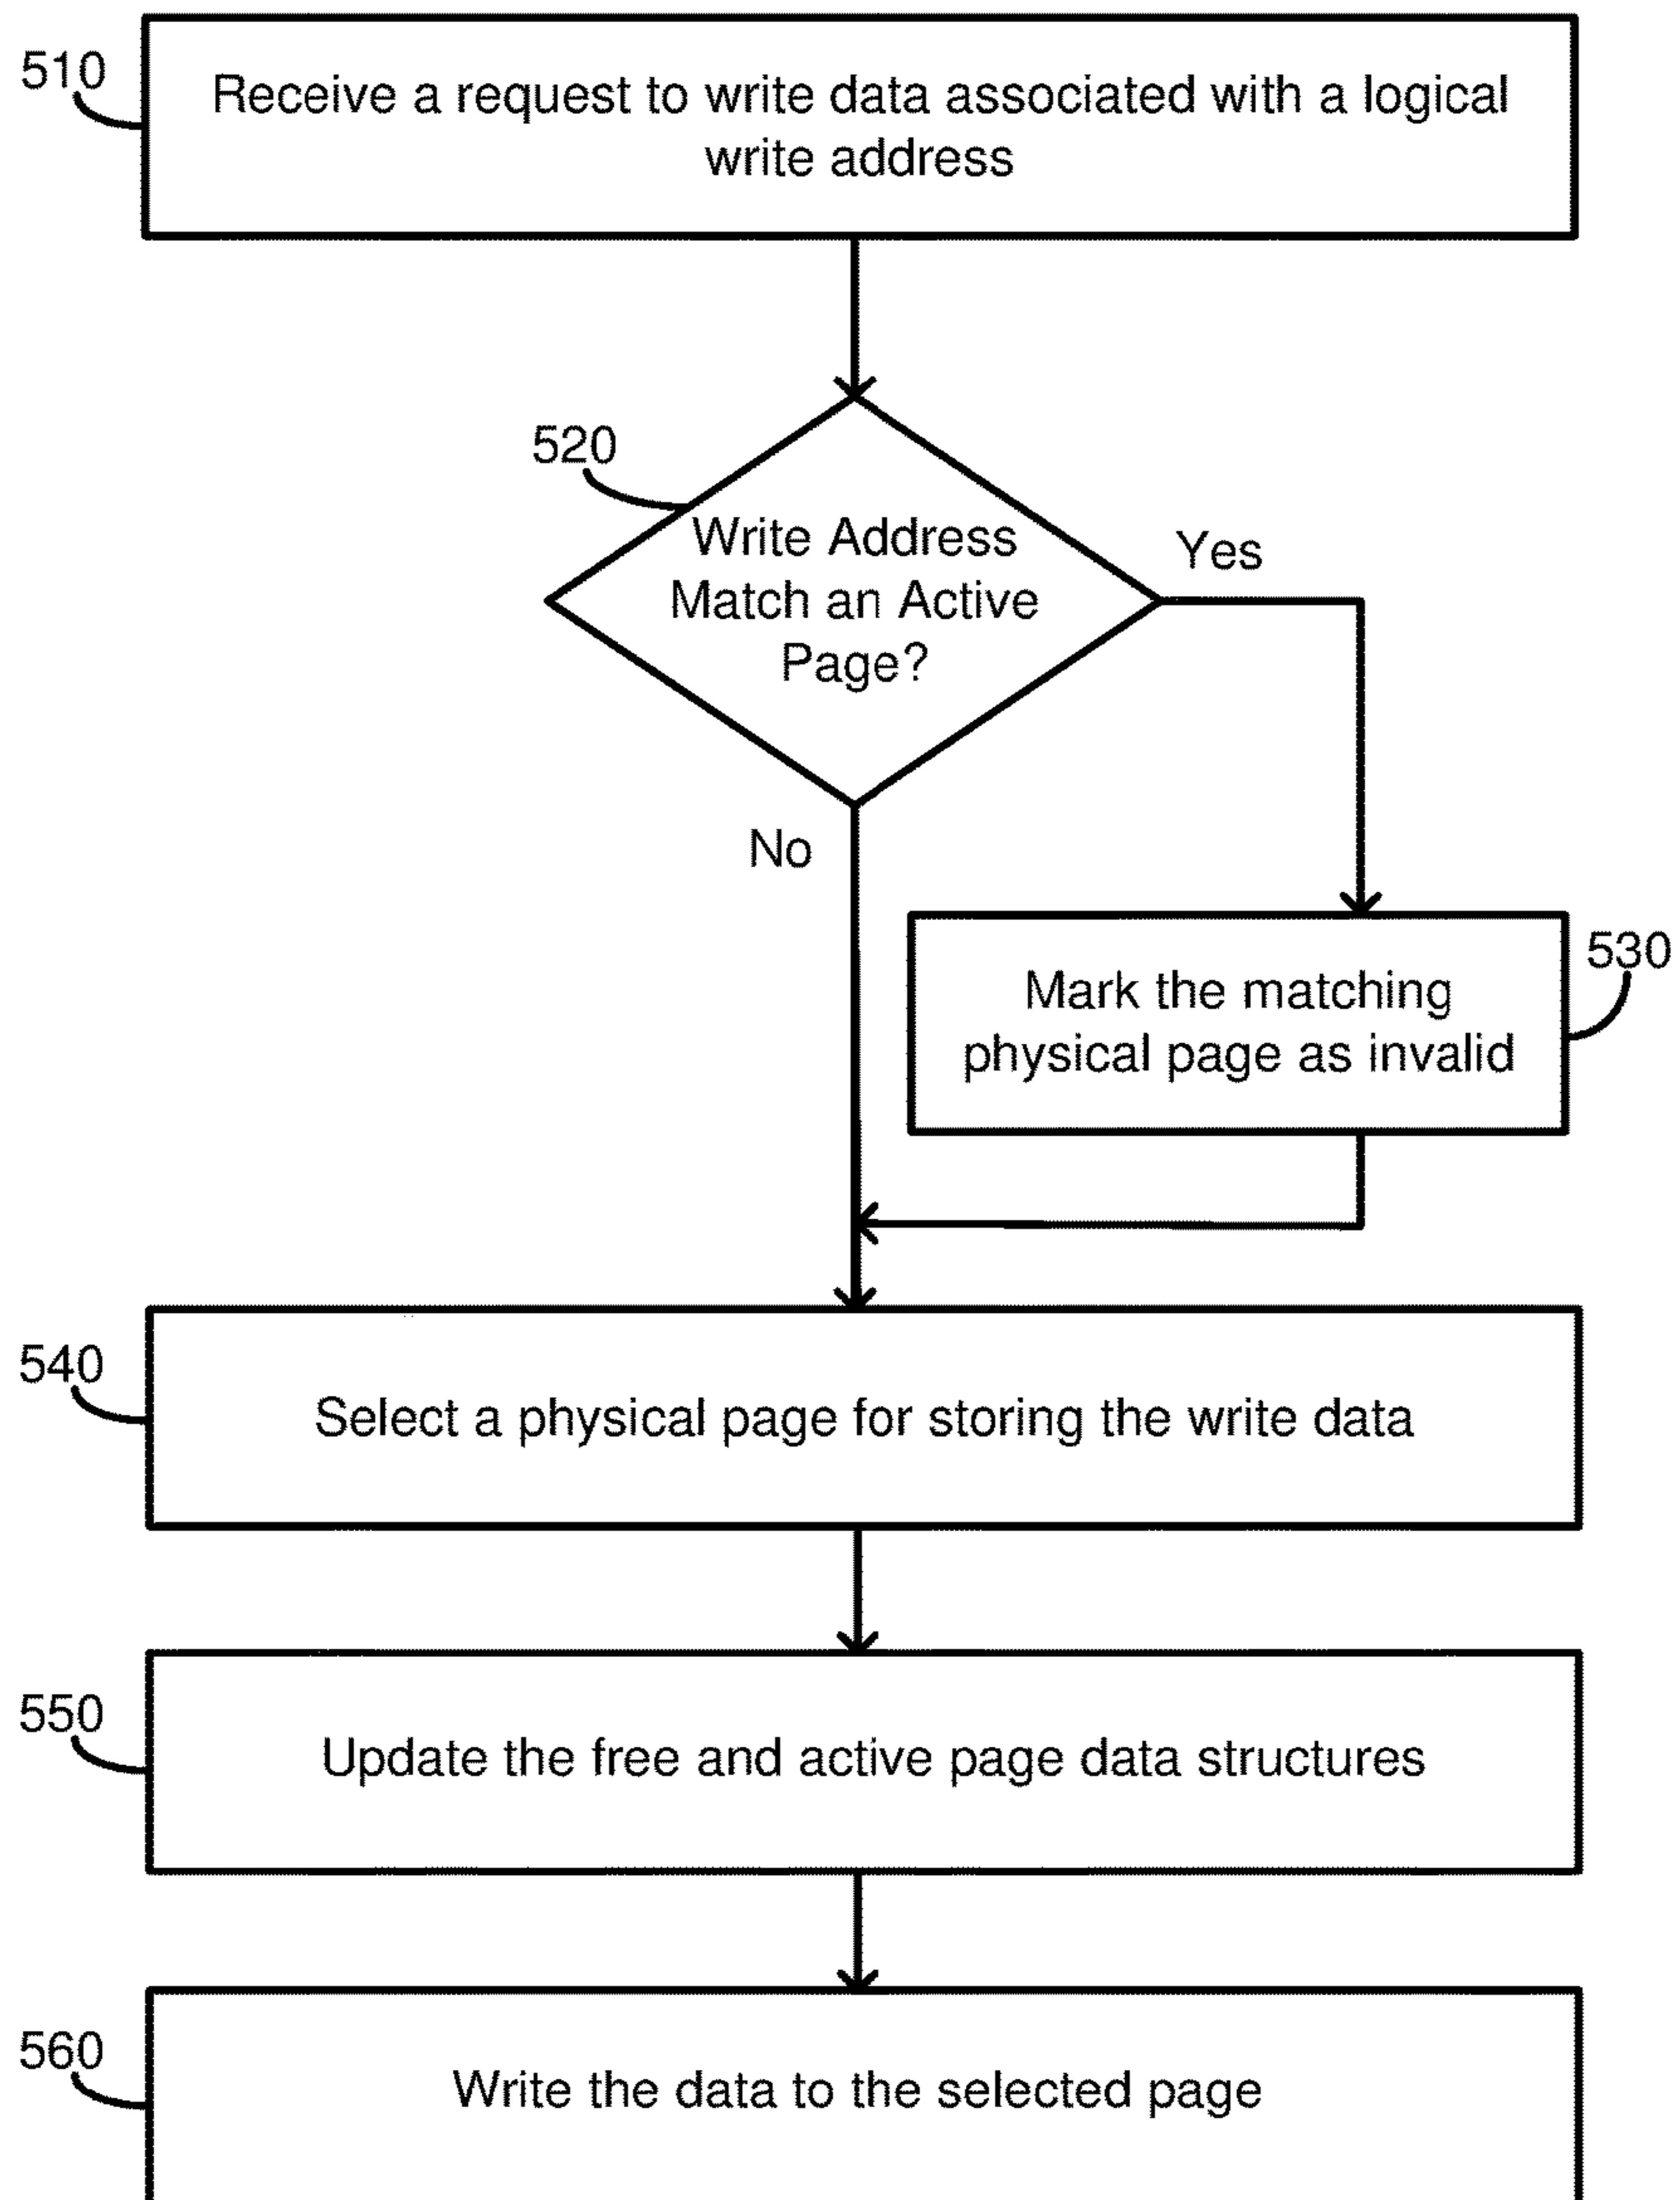 510
Receive a request to write data associated with a logical
write address
520
Write Address
Match an Active
Page?
Yes
No
530
Mark the matching
physical page as invalid
540
Select a physical page for storing the write data
550
Update the free and active page data structures
560
Write the data to the selected page